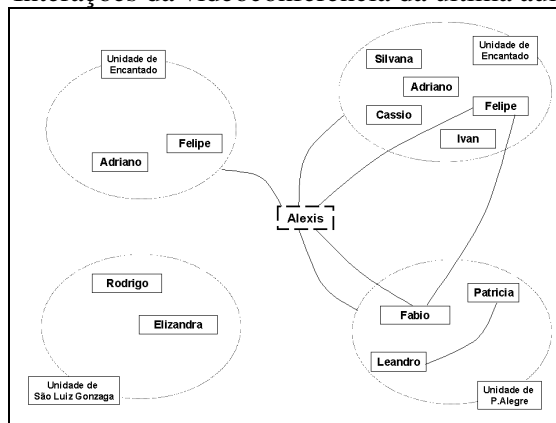 Interações da videoconferência da última aul
Unidade de
Encantado
Felipe
Adriano
Silvana
Unidade de
Encantado
Adriano
Cassio
Felipe
Ivan
Alexis
Rodrigo
Elizandra
Unidade de
São Luiz Gonzaga
Patricia
Fabio
Leandro
Unidade de
P.Alegre